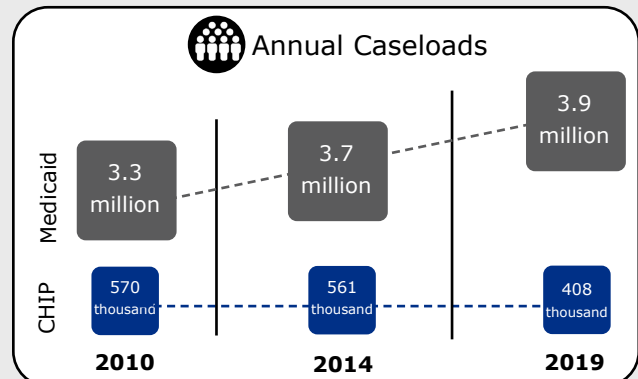 Annual Caseloads
Medicaid
3.3
million
3.7
million
3.9
million
CHIP
570
thousand
561
thousand
408
thousand
2010
2014
2019